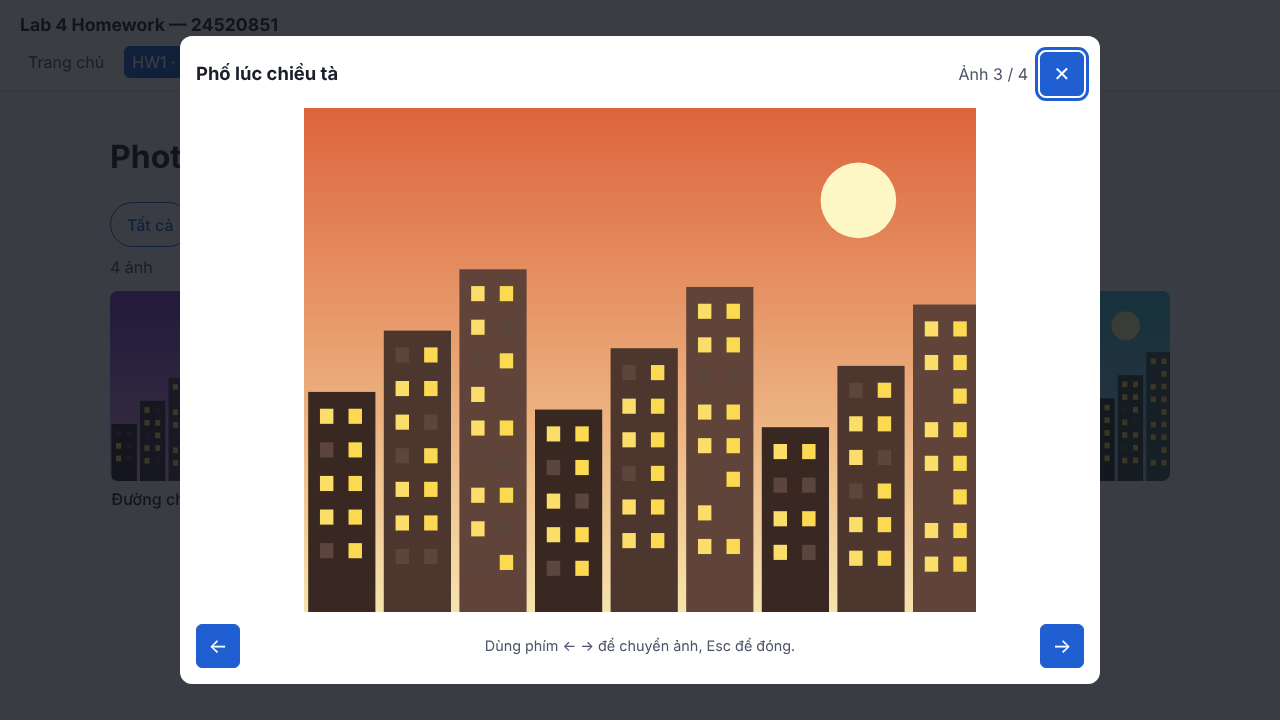 Lab 4 Homework — 24520851
Trang chủ
HW1 ·
Phố lúc chiều tà
Ảnh 3 / 4
✕
Phot
Tất cả
4 ảnh
Đường ch
←
Dùng phím ← → để chuyển ảnh, Esc để đóng.
→